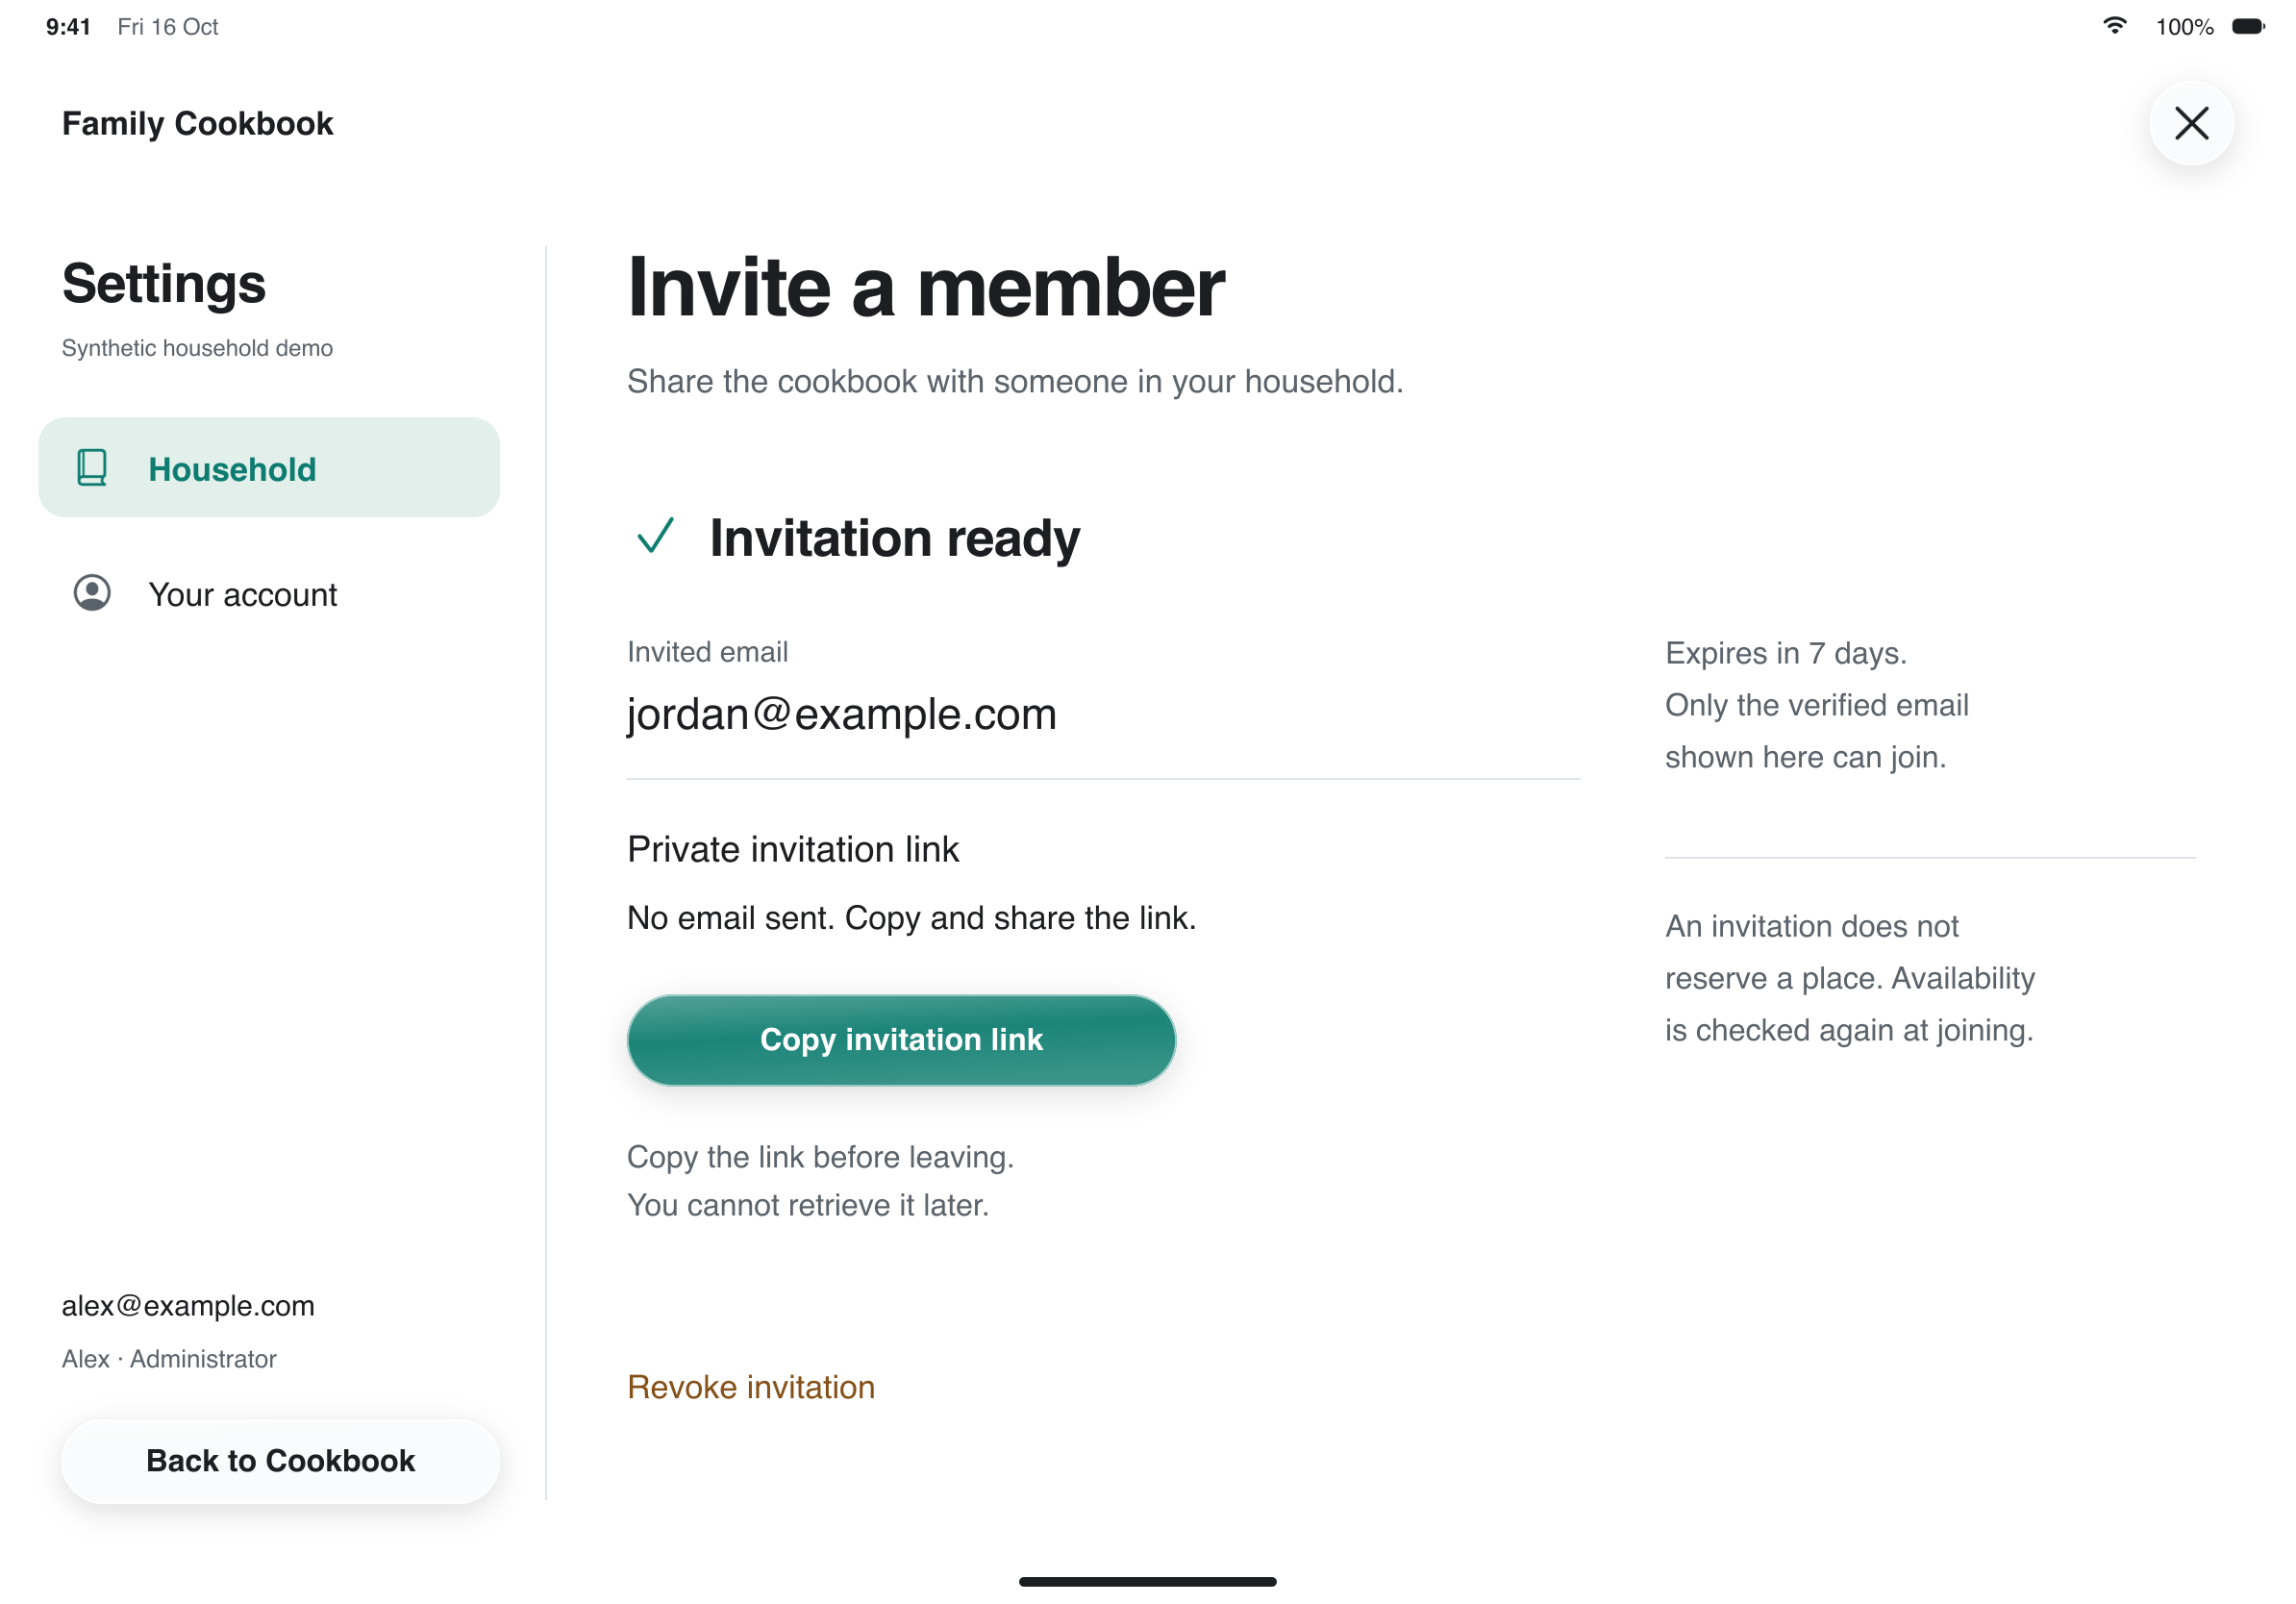 9:41 Fri 16 Oct 100%
Family Cookbook
Settings
Synthetic household demo
Household
Your account
alex@example.com
Alex · Administrator
Back to Cookbook
Invite a member
Share the cookbook with someone in your household.
Invitation ready
Invited email
jordan@example.com
Private invitation link
No email sent. Copy and share the link.
Copy invitation link
Copy the link before leaving.
You cannot retrieve it later.
Revoke invitation
Expires in 7 days.
Only the verified email
shown here can join.
An invitation does not
reserve a place. Availability
is checked again at joining.